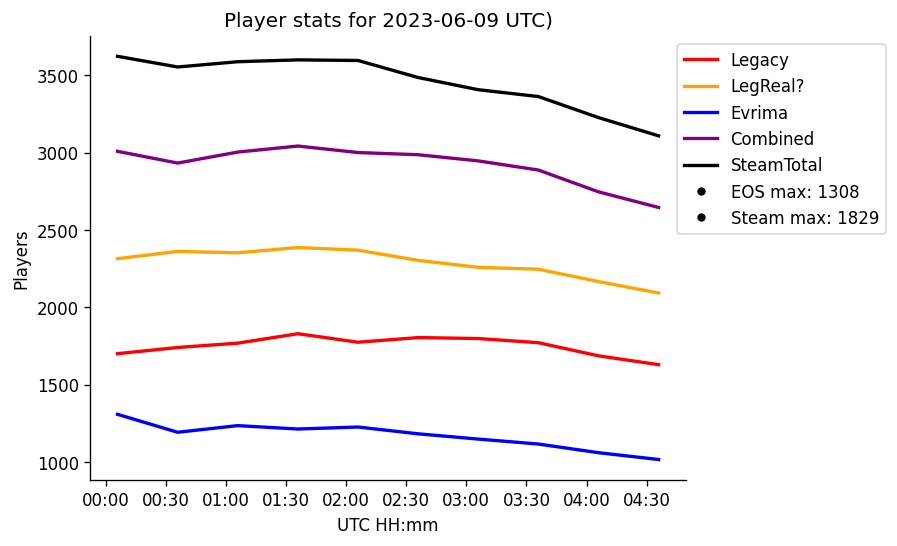 Player stats for 2023-06-09 UTC)
Legacy
LegReal?
Evrima
Combined
SteamTotal
EOS max: 1308
Steam max: 1829
3500
3000
2500
2000
1500
1000
Players
00:00 00:30 01:00 01:30 02:00 02:30 03:00 03:30 04:00 04:30
UTC HH:mm